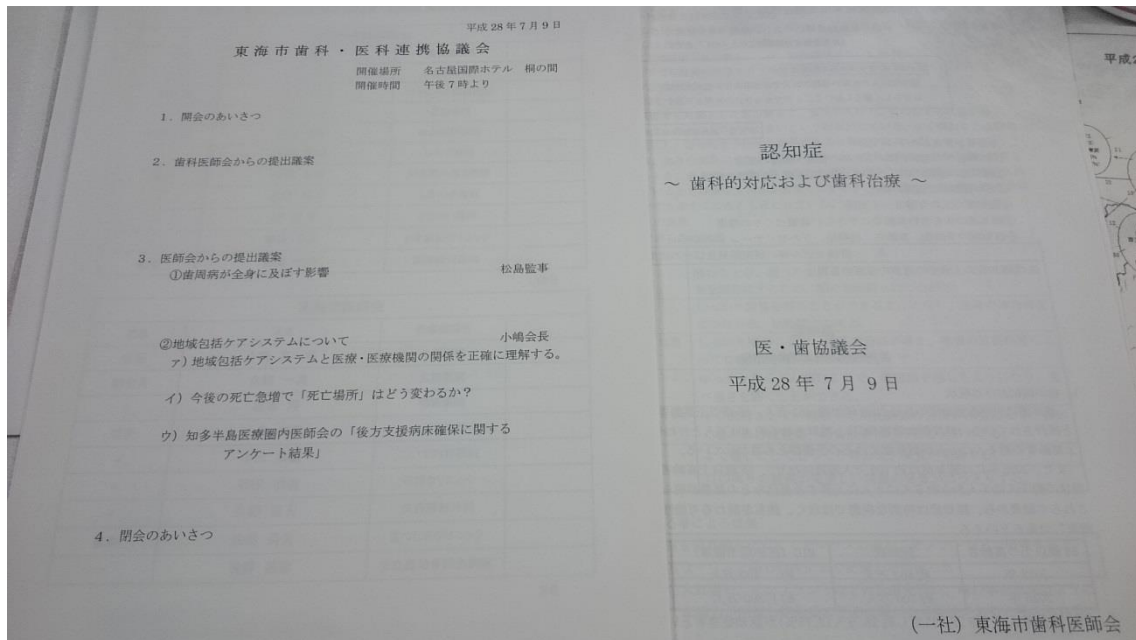 平成28年7月9日
東海市歯科・医科連携協議会
開催場所　名古屋国際ホテル　桐の間
開催時間　午後7時より
1．開会のあいさつ
2．歯科医師会からの提出議案
3．医師会からの提出議案
①歯周病が全身に及ぼす影響　松島監事
②地域包括ケアシステムについて　小嶋会長
ァ）地域包括ケアシステムと医療・医療機関の関係を正確に理解する。
イ）今後の死亡急増で「死亡場所」はどう変わるか？
ウ）知多半島医療圏内医師会の「後方支援病床確保に関する
アンケート結果」
4．閉会のあいさつ
認知症
～ 歯科的対応および歯科治療 ～
医・歯協議会
平成28年 7月 9日
（一社）東海市歯科医師会
平成